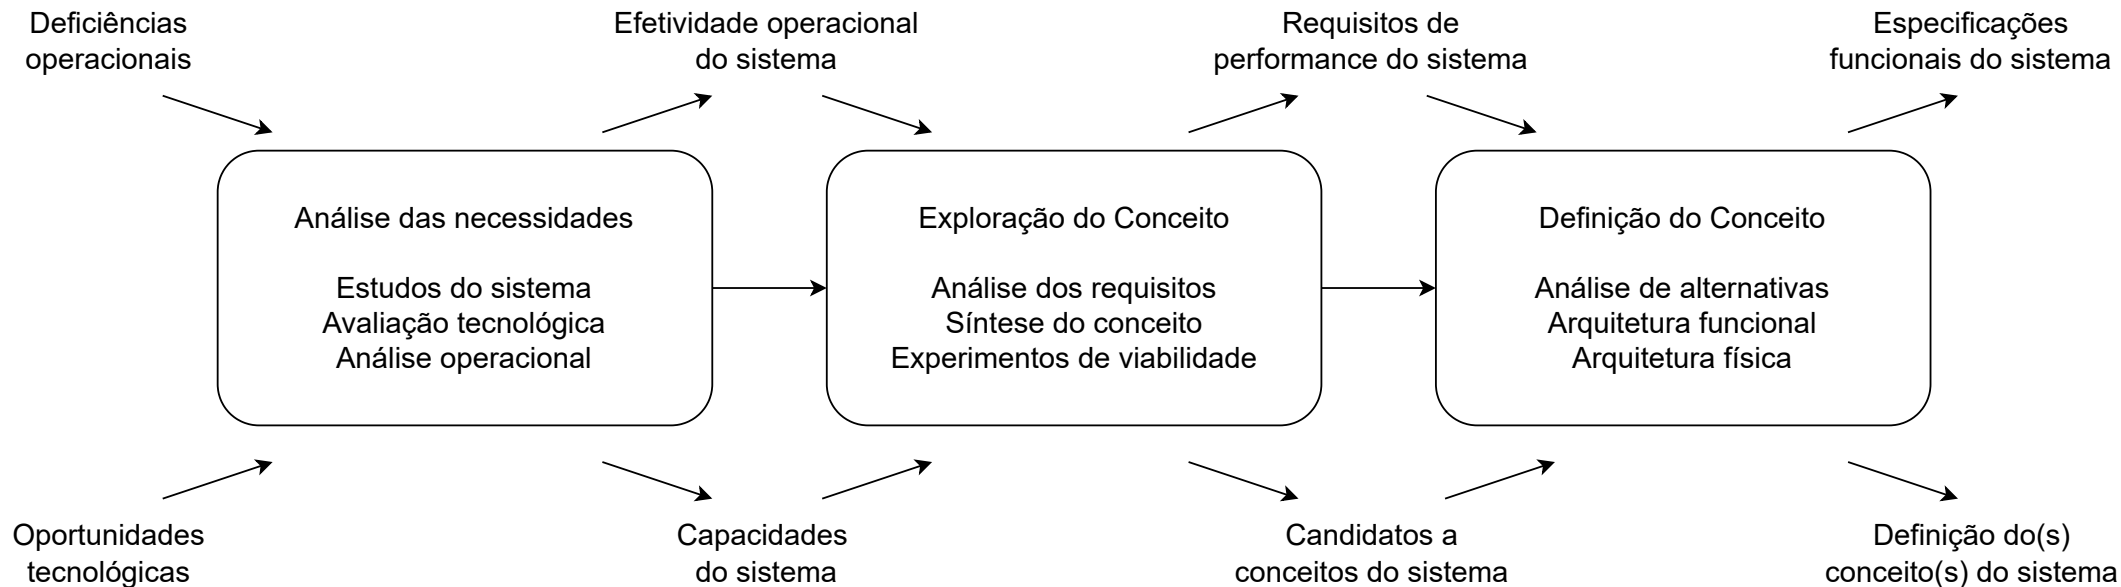 Deficiências
operacionais
Efetividade operacional
do sistema
Requisitos de
performance do sistema
Especificações
funcionais do sistema
Análise das necessidades
Estudos do sistema
Avaliação tecnológica
Análise operacional
Exploração do Conceito
Análise dos requisitos
Síntese do conceito
Experimentos de viabilidade
Definição do Conceito
Análise de alternativas
Arquitetura funcional
Arquitetura física
Oportunidades
tecnológicas
Capacidades
do sistema
Candidatos a
conceitos do sistema
Definição do(s)
conceito(s) do sistema